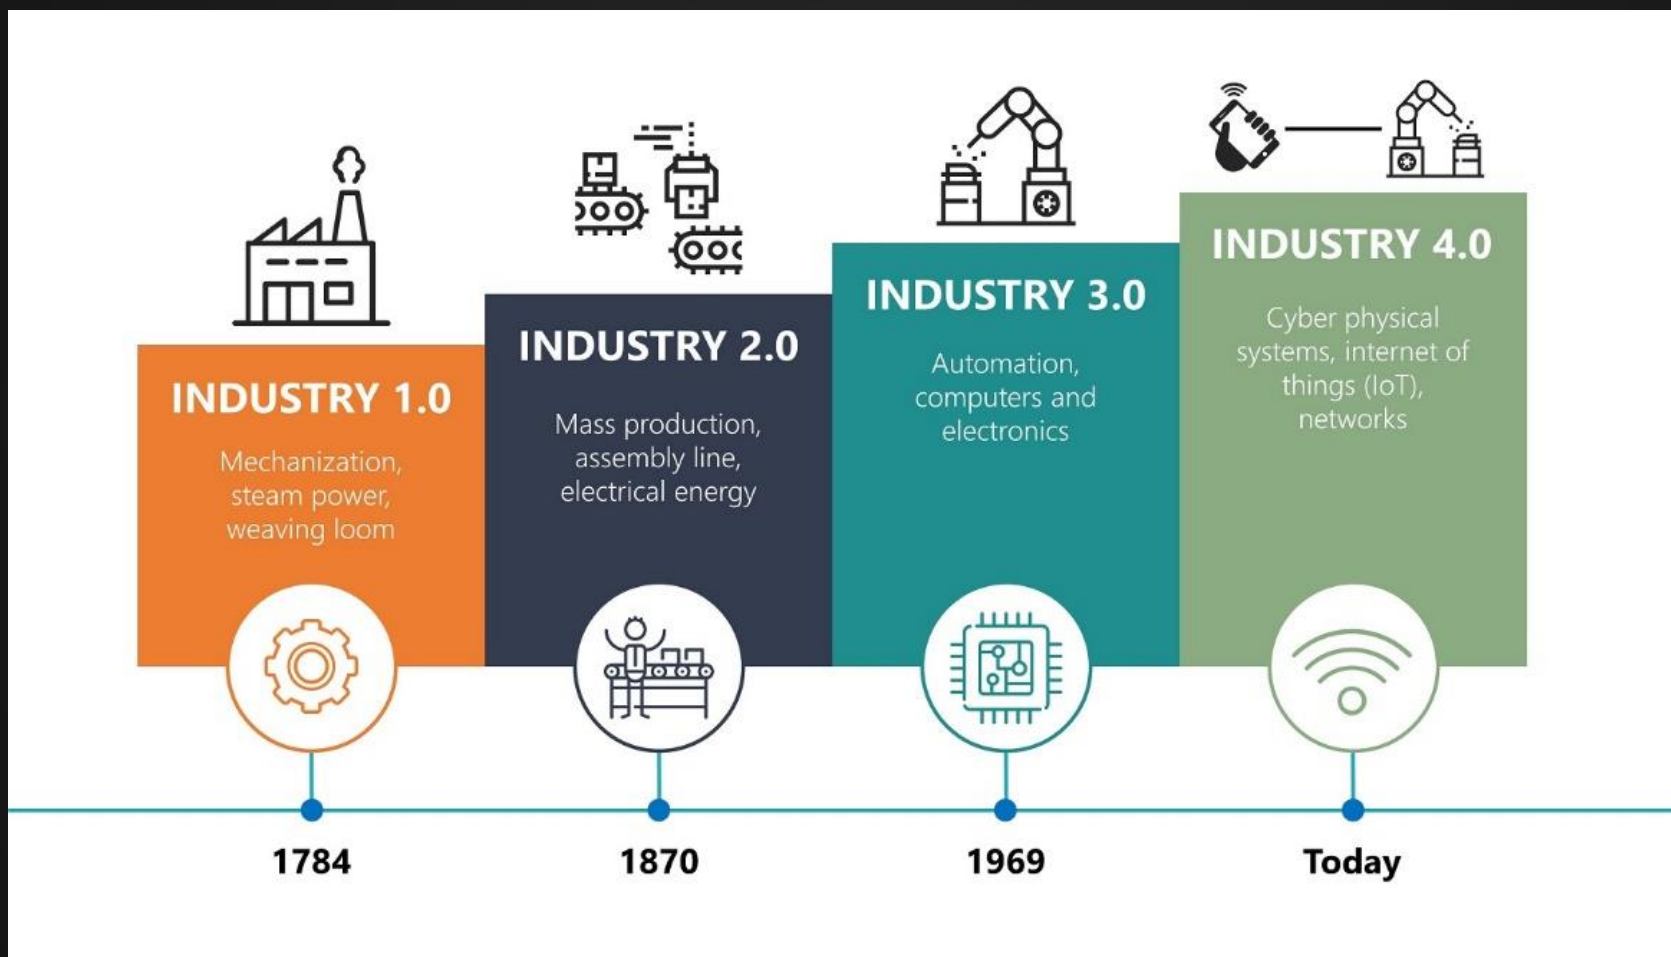 INDUSTRY 1.0
Mechanization,
steam power,
weaving loom
1784
INDUSTRY 2.0
Mass production,
assembly line,
electrical energy
1870
INDUSTRY 3.0
Automation,
computers and
electronics
1969
INDUSTRY 4.0
Cyber physical
systems, internet of
things (IoT),
networks
Today